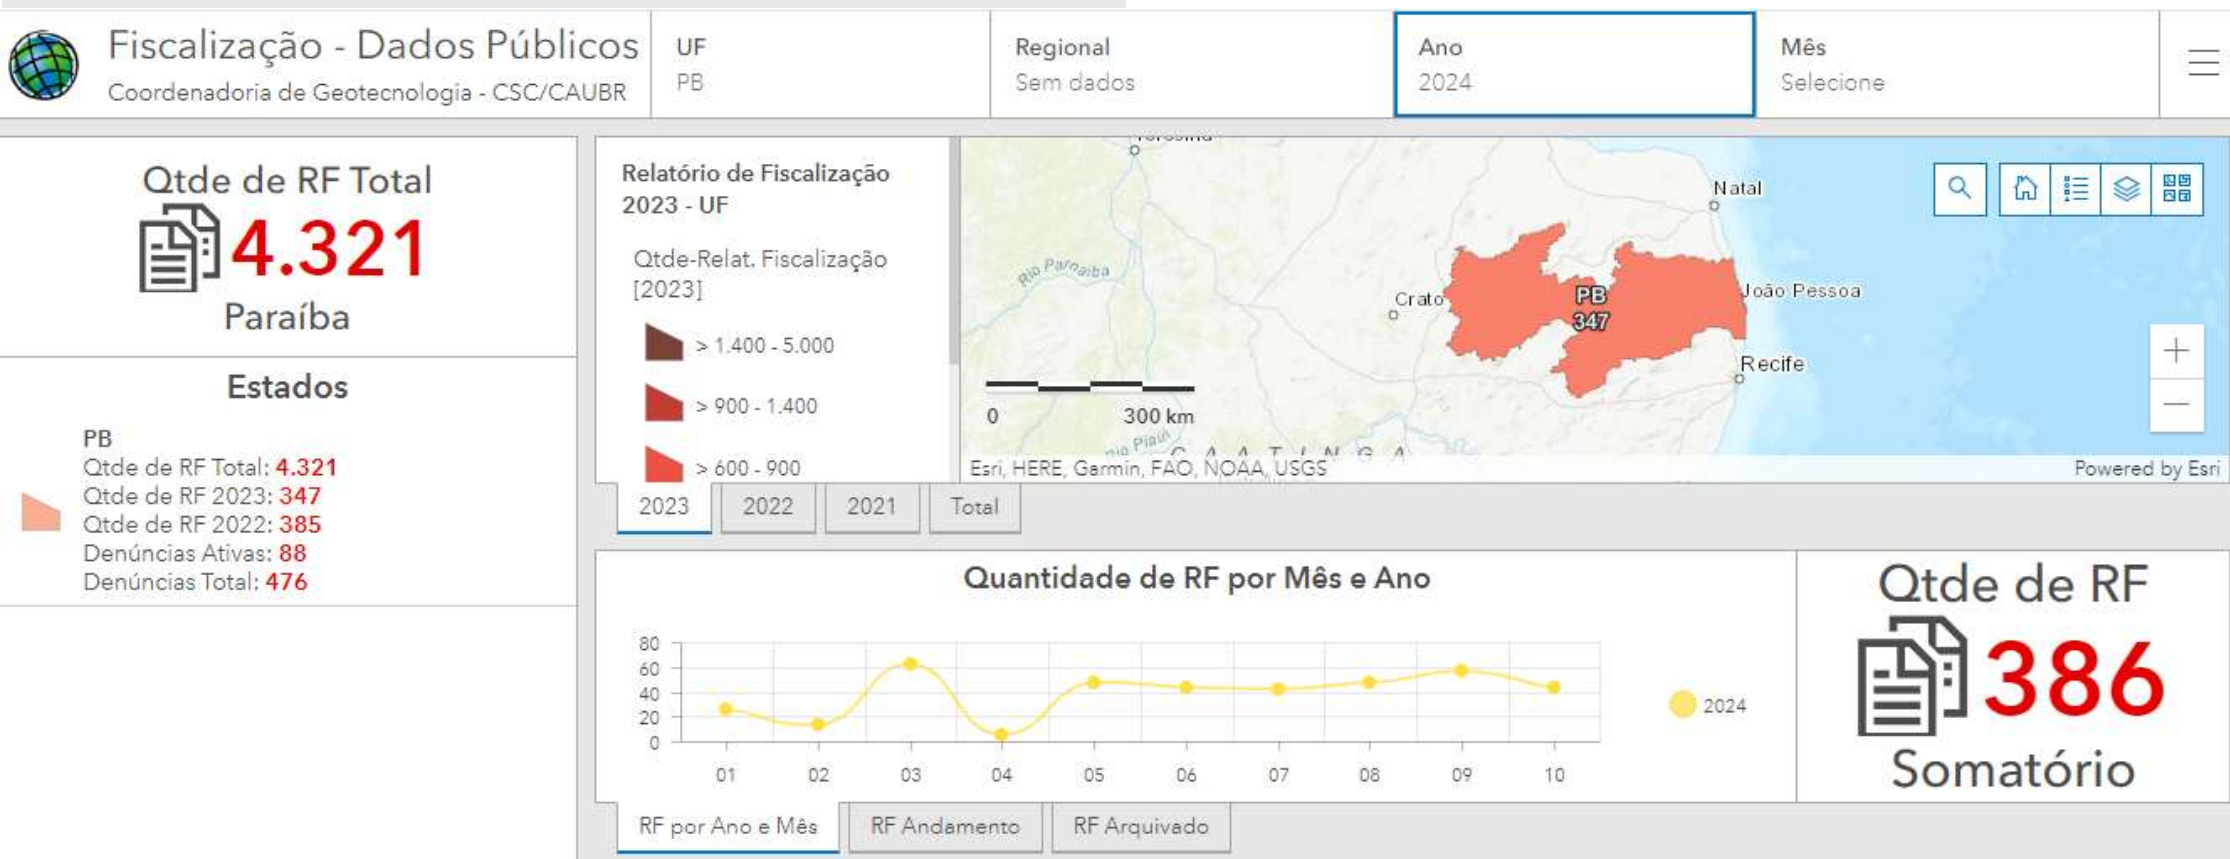 Fiscalização - Dados Públicos
Coordenadoria de Geotecnologia - CSC/CAUBR
UF
PB
Regional
Sem dados
Ano
2024
Mês
Selecione
Qtde de RF Total
4.321
Paraíba
Estados
PB
Qtde de RF Total: 4.321
Qtde de RF 2023: 347
Qtde de RF 2022: 385
Denúncias Ativas: 88
Denúncias Total: 476
Relatório de Fiscalização
2023 - UF
Qtde-Relat. Fiscalização
[2023]
> 1.400 - 5.000
> 900 - 1.400
> 600 - 900
Natal
Rio Parnaíba
Crato
PB
347
João Pessoa
Recife
0 300 km
Rio Piauí
CAATINGA
Esri, HERE, Garmin, FAO, NOAA, USGS
Powered by Esri
2023
2022
2021
Total
Quantidade de RF por Mês e Ano
80
60
40
20
0
01 02 03 04 05 06 07 08 09 10
2024
Qtde de RF
386
Somatório
RF por Ano e Mês
RF Andamento
RF Arquivado